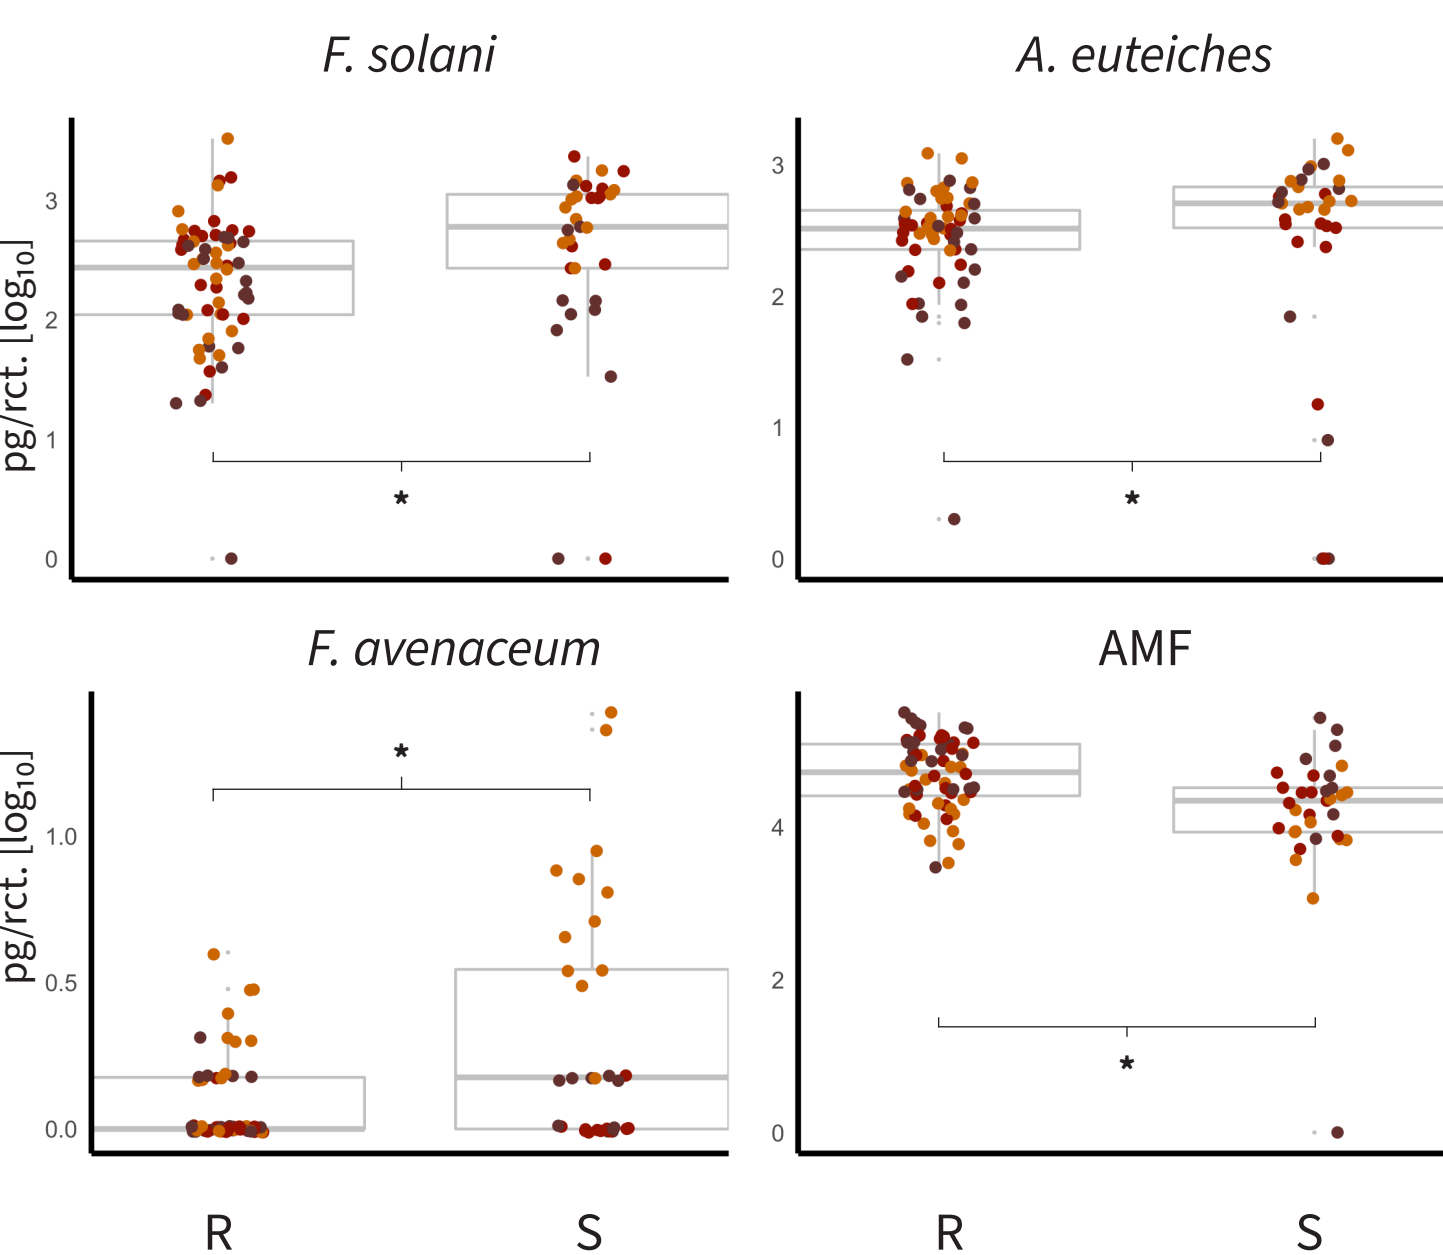 F. solani
A. euteiches
pg/rct. [log10]
3
2
1
0
*
3
2
1
0
*
F. avenaceum
AMF
pg/rct. [log10]
1.0
0.5
0.0
*
4
2
0
*
R
S
R
S